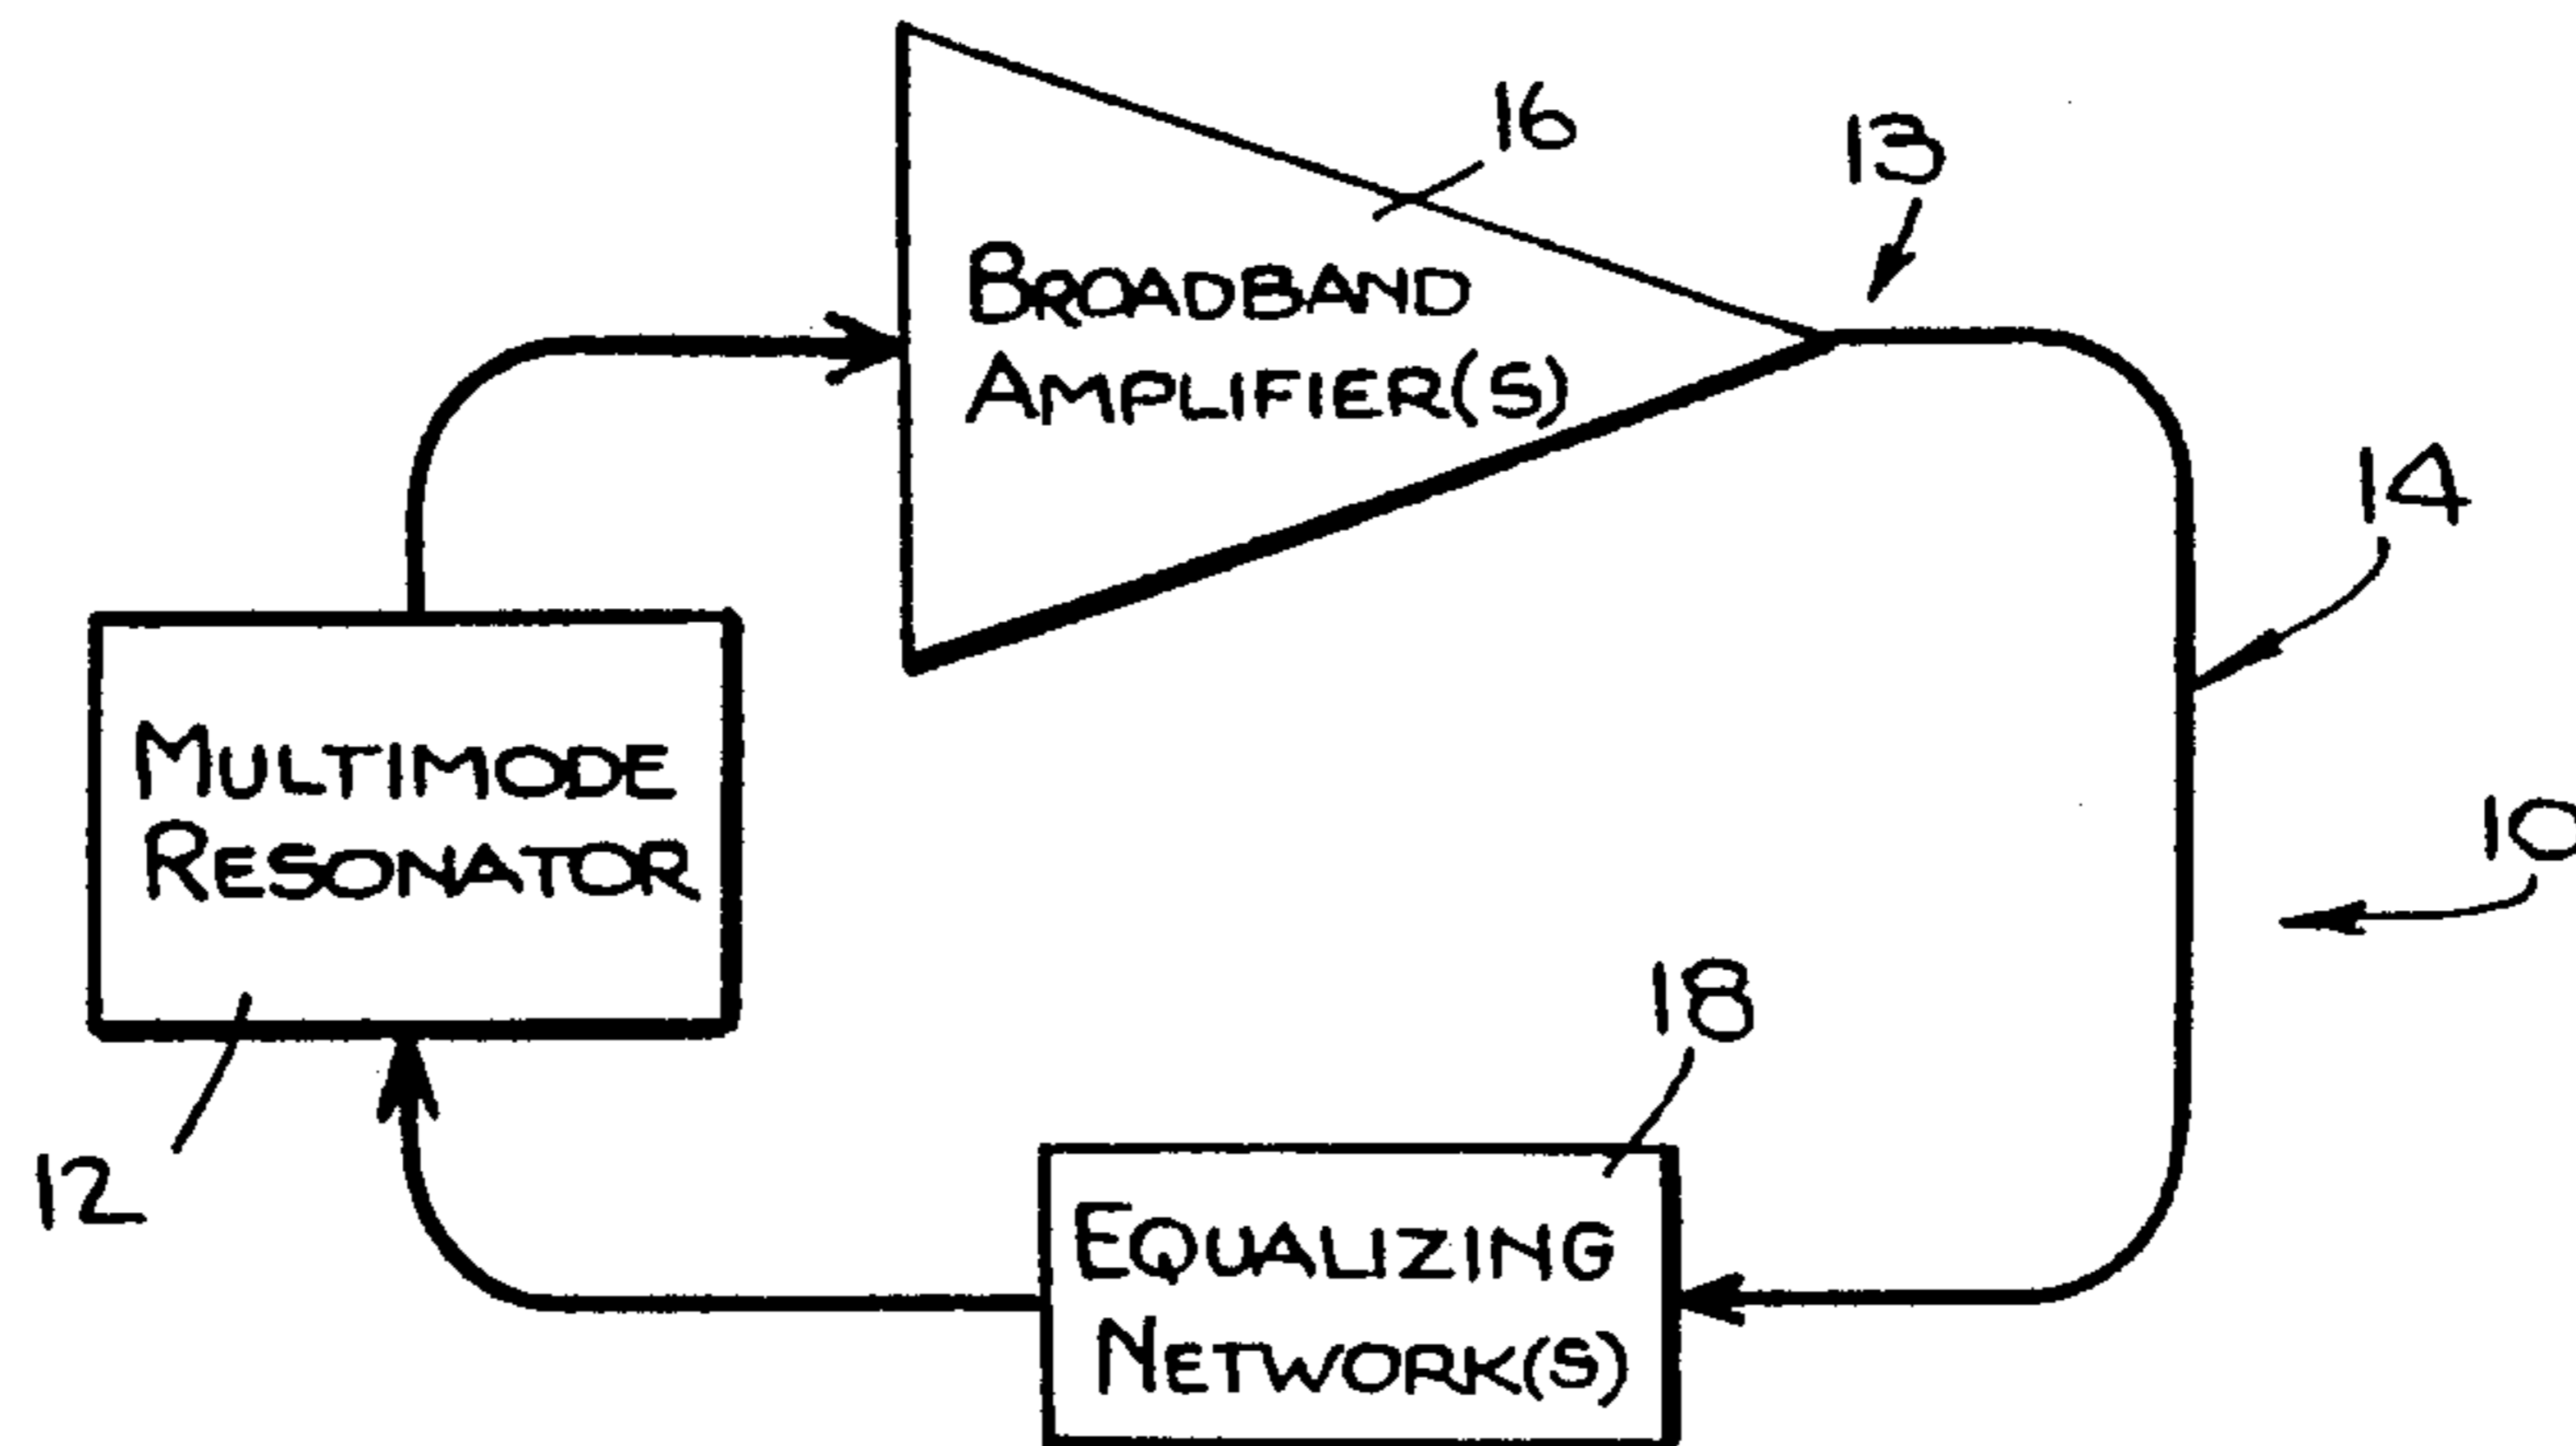 16
13
BROADBAND
AMPLIFIER(S)
14
MULTIMODE
RESONATOR
10
18
12
EQUALIZING
NETWORK(S)